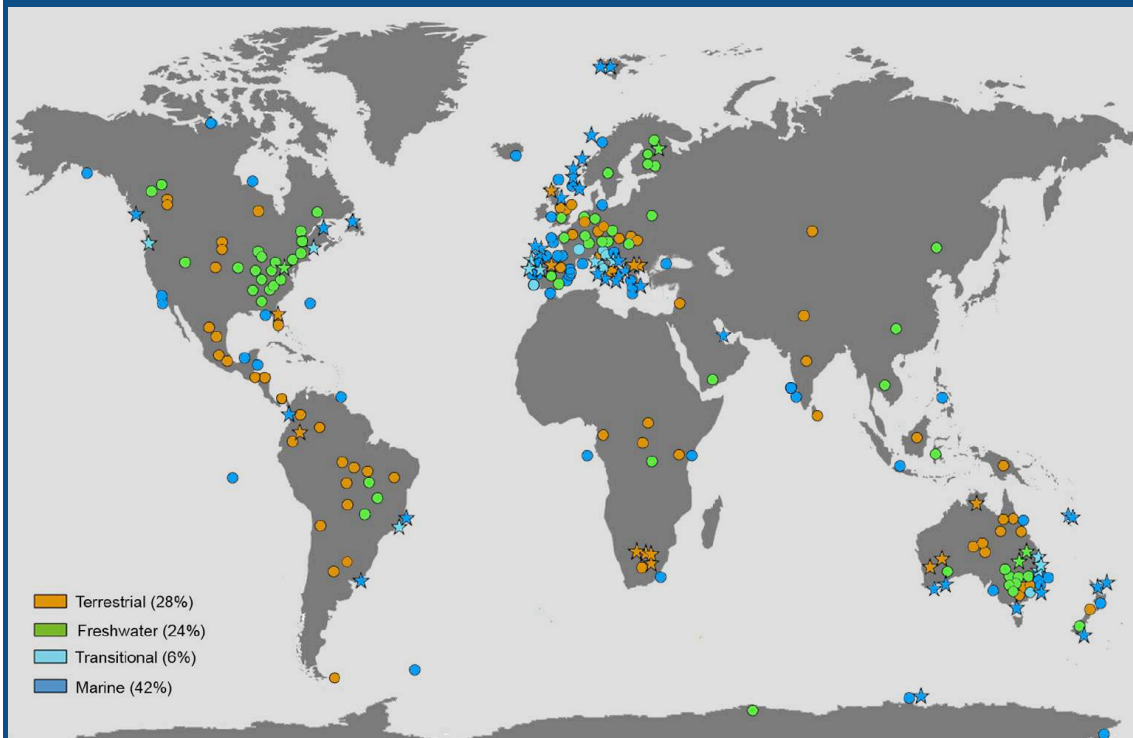 Terrestrial (28%)
Freshwater (24%)
Transitional (6%)
Marine (42%)